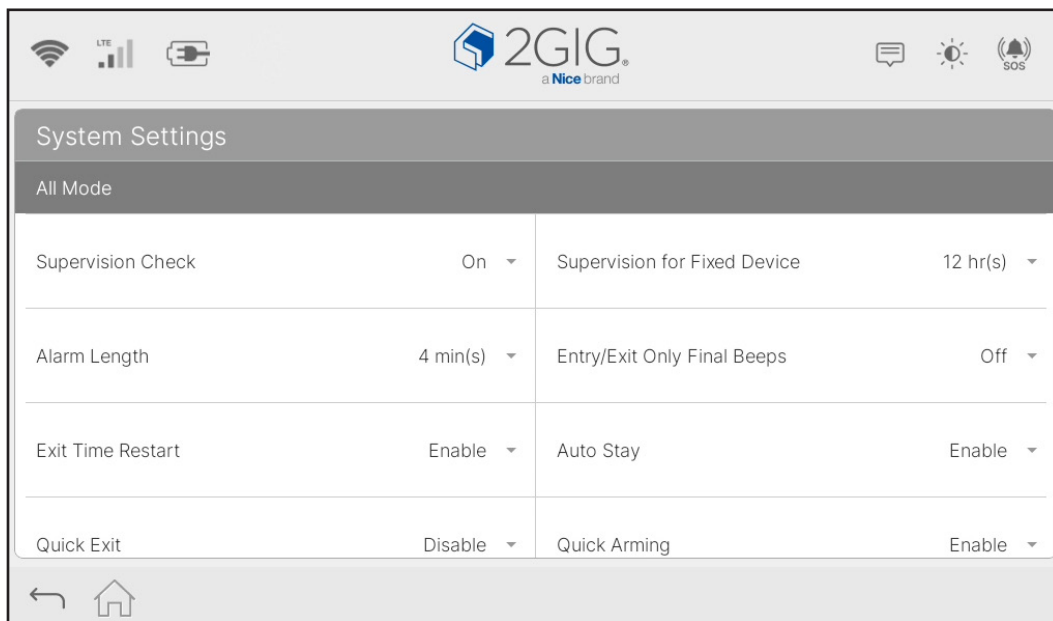 LTE
2GIG.
a Nice brand
SOS
System Settings
All Mode
Supervision Check On Supervision for Fixed Device 12 hr(s)
Alarm Length 4 min(s) Entry/Exit Only Final Beeps Off
Exit Time Restart Enable Auto Stay Enable
Quick Exit Disable Quick Arming Enable